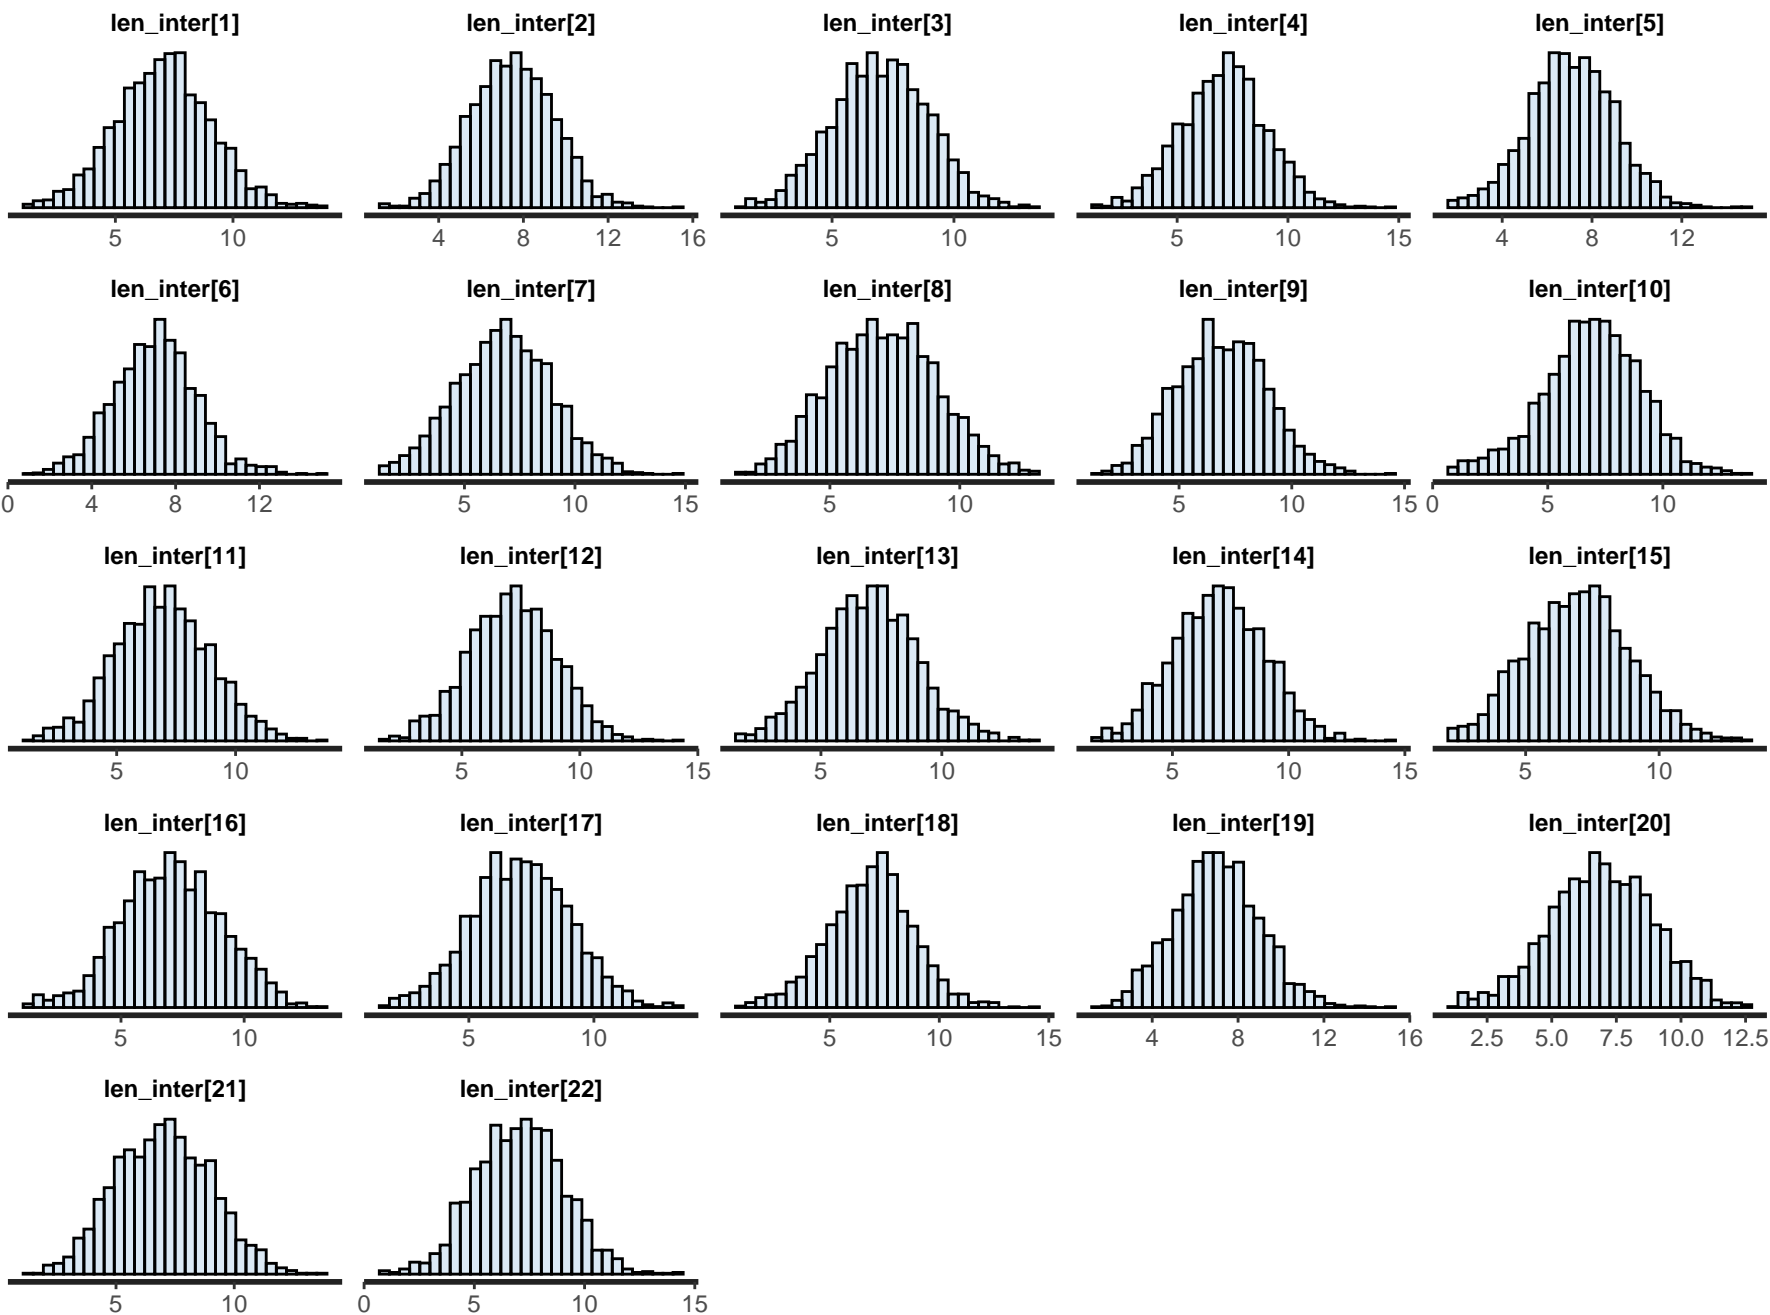 len_inter[1] len_inter[2] len_inter[3] len_inter[4] len_inter[5]
5 10 4 8 12 16 5 10 5 10 15 4 8 12
len_inter[6] len_inter[7] len_inter[8] len_inter[9] len_inter[10]
0 4 8 12 5 10 15 5 10 5 10 15 0 5 10
len_inter[11] len_inter[12] len_inter[13] len_inter[14] len_inter[15]
5 10 5 10 15 5 10 5 10 15 5 10
len_inter[16] len_inter[17] len_inter[18] len_inter[19] len_inter[20]
5 10 5 10 5 10 15 4 8 12 16 2.5 5.0 7.5 10.0 12.5
len_inter[21] len_inter[22]
5 10 0 5 10 15